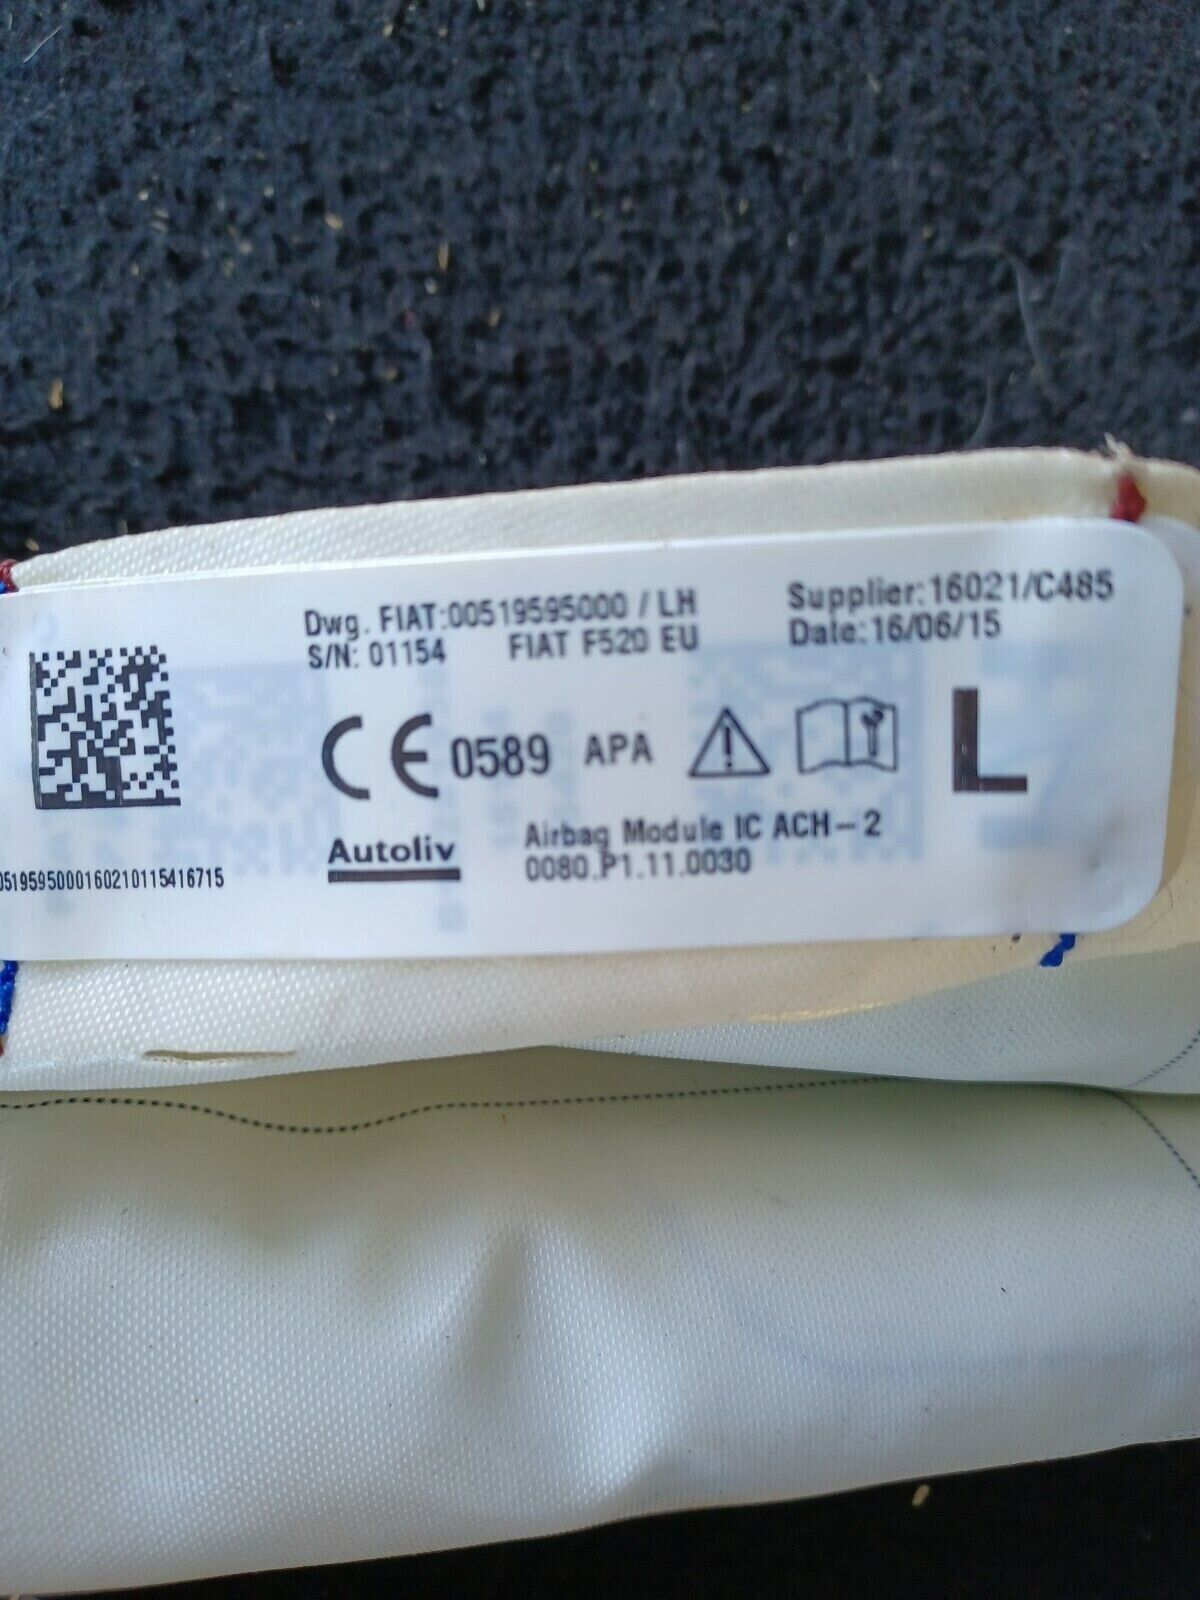 Dwg. FIAT:00519595000 / LH
S/N: 01154 FIAT F520 EU
Supplier:16021/C485
Date:16/06/15
CE 0589 APA
L
Autoliv
Airbag Module IC ACH-2
0080.P1.11.0030
0519595000160210115416715